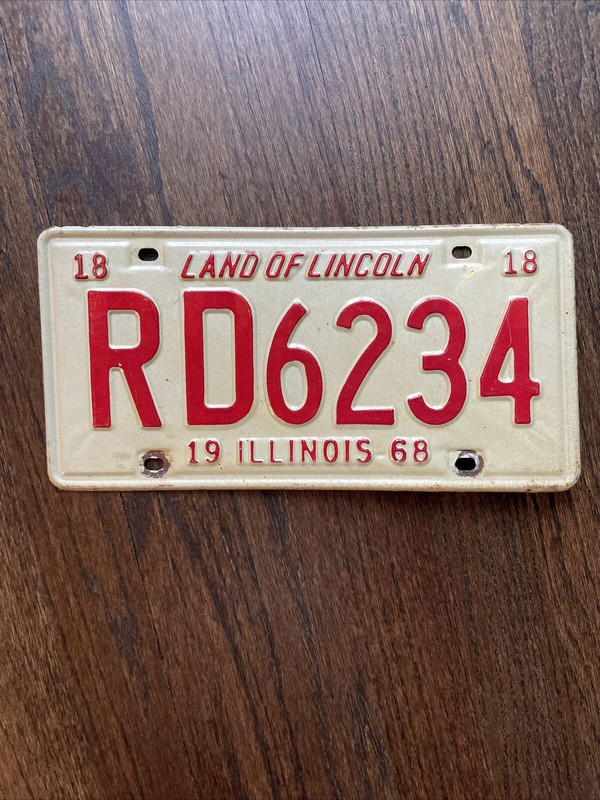 18 LAND OF LINCOLN 18
RD6234
19 ILLINOIS 68